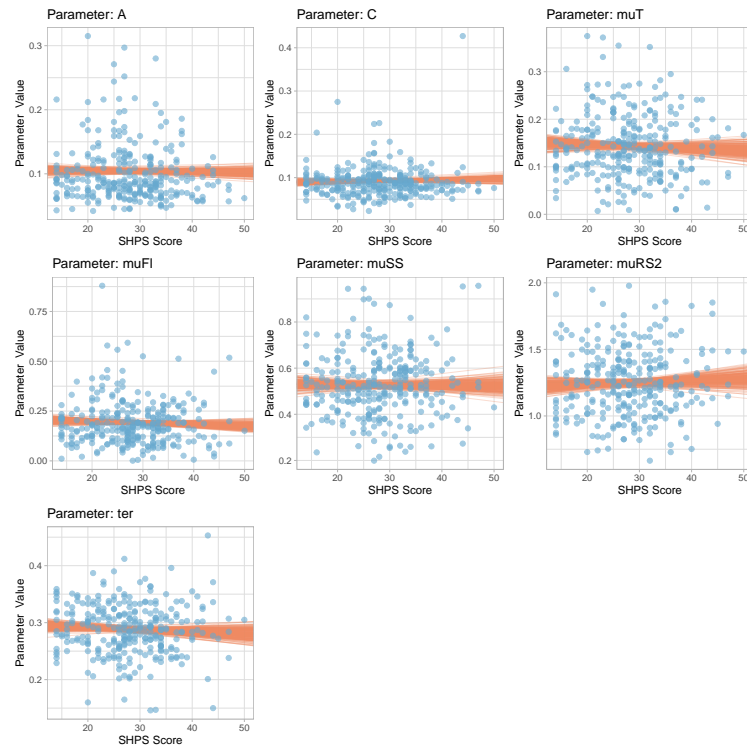 Parameter: A
0.3
0.2
0.1
Parameter Value
20 30 40 50
SHPS Score
Parameter: C
0.4
0.3
0.2
0.1
Parameter Value
20 30 40 50
SHPS Score
Parameter: muT
0.3
0.2
0.1
0.0
Parameter Value
20 30 40 50
SHPS Score
Parameter: muFl
0.75
0.50
0.25
0.00
Parameter Value
20 30 40 50
SHPS Score
Parameter: muSS
0.8
0.6
0.4
0.2
Parameter Value
20 30 40 50
SHPS Score
Parameter: muRS2
2.0
1.5
1.0
Parameter Value
20 30 40 50
SHPS Score
Parameter: ter
0.4
0.3
0.2
Parameter Value
20 30 40 50
SHPS Score